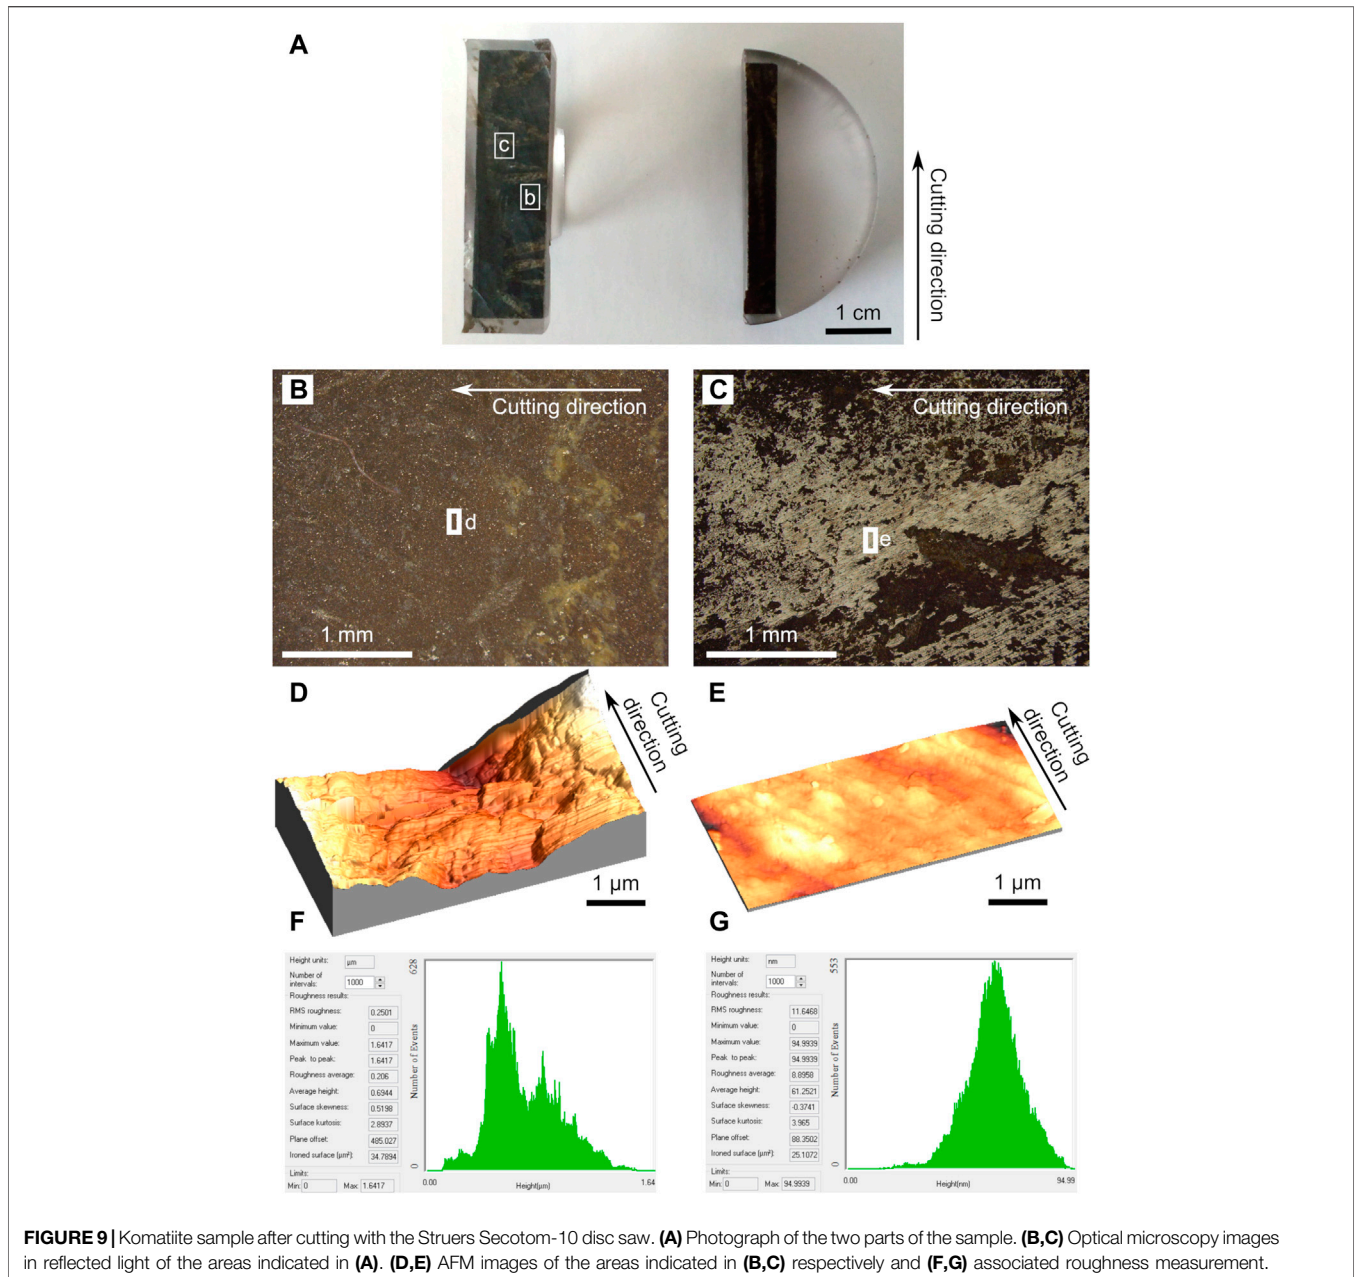 A
c
b
Cutting direction
1 cm
B
Cutting direction
d
1 mm
C
Cutting direction
e
1 mm
D
Cutting
direction
1 µm
E
Cutting
direction
1 µm
F
Height units: µm
Number of
intervals: 1000
Roughness results:
RMS roughness: 0.2501
Minimum value: 0
Maximum value: 1.6417
Peak to peak: 1.6417
Roughness average: 0.206
Average height: 0.6944
Surface skewness: 0.5198
Surface kurtosis: 2.8937
Plane offset: 485.027
Ironed surface (µm²): 34.7894
Limits:
Min: 0 Max: 1.6417
628
Number of Events
0
0.00 Height(µm) 1.64
G
Height units: nm
Number of
intervals: 1000
Roughness results:
RMS roughness: 11.6468
Minimum value: 0
Maximum value: 94.9939
Peak to peak: 94.9939
Roughness average: 8.8958
Average height: 61.2521
Surface skewness: -0.3741
Surface kurtosis: 3.965
Plane offset: 88.3502
Ironed surface (µm²): 25.1072
Limits:
Min: 0 Max: 94.9939
553
Number of Events
0
0.00 Height(nm) 94.99
FIGURE 9 | Komatiite sample after cutting with the Struers Secotom-10 disc saw. (A) Photograph of the two parts of the sample. (B,C) Optical microscopy images
in reflected light of the areas indicated in (A). (D,E) AFM images of the areas indicated in (B,C) respectively and (F,G) associated roughness measurement.